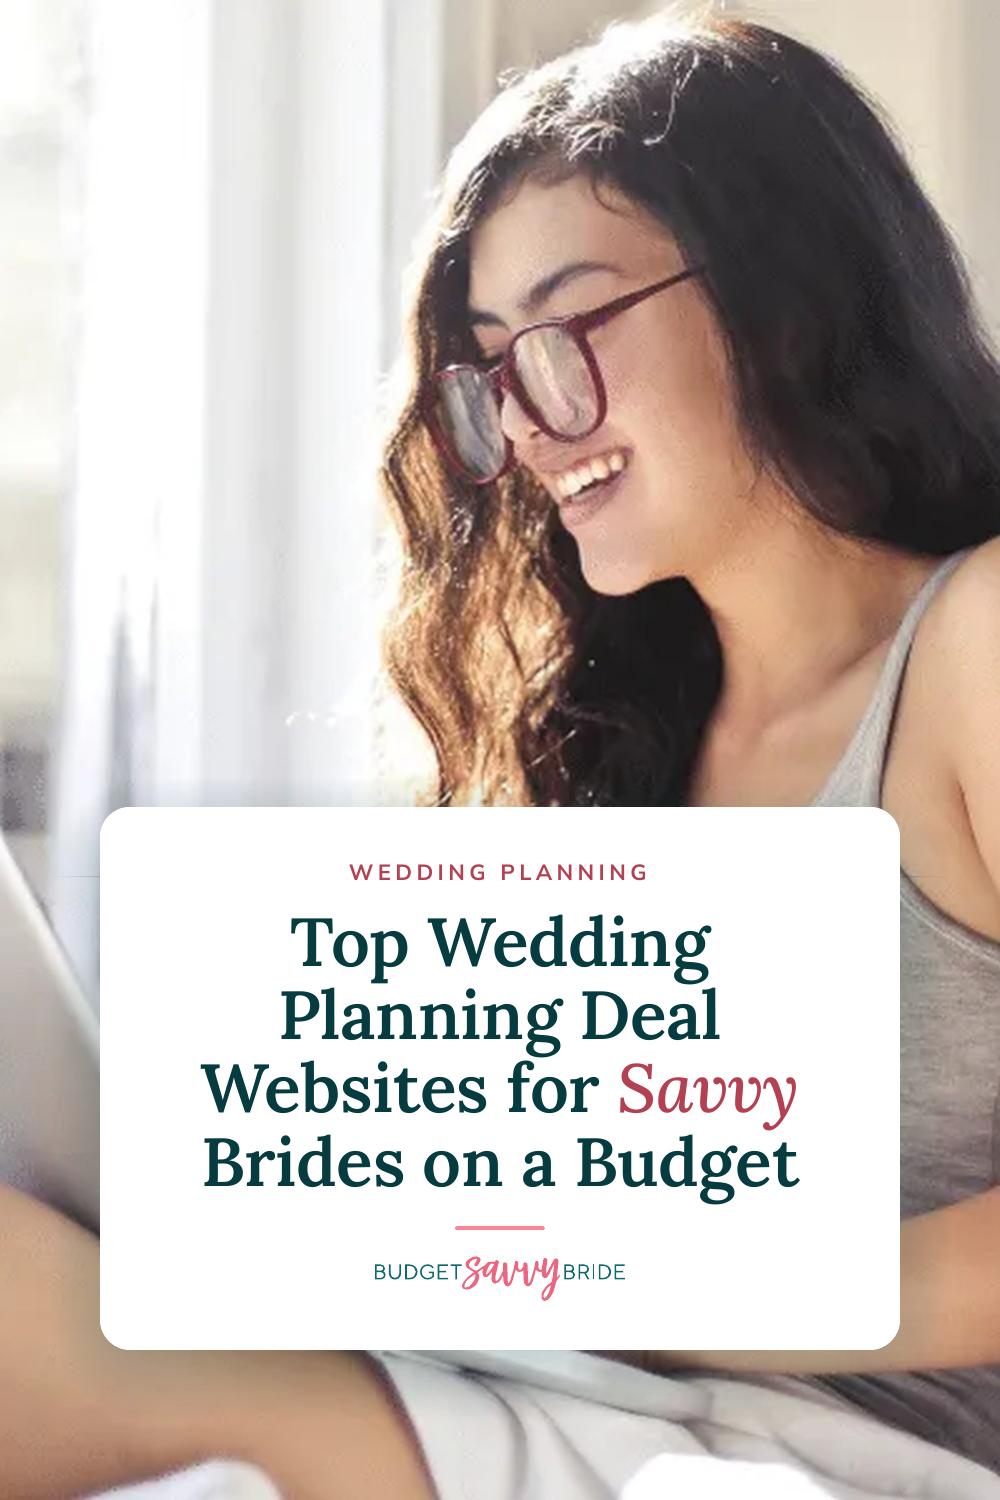 WEDDING PLANNING
Top Wedding
Planning Deal
Websites for Savvy
Brides on a Budget
BUDGET savvy BRIDE